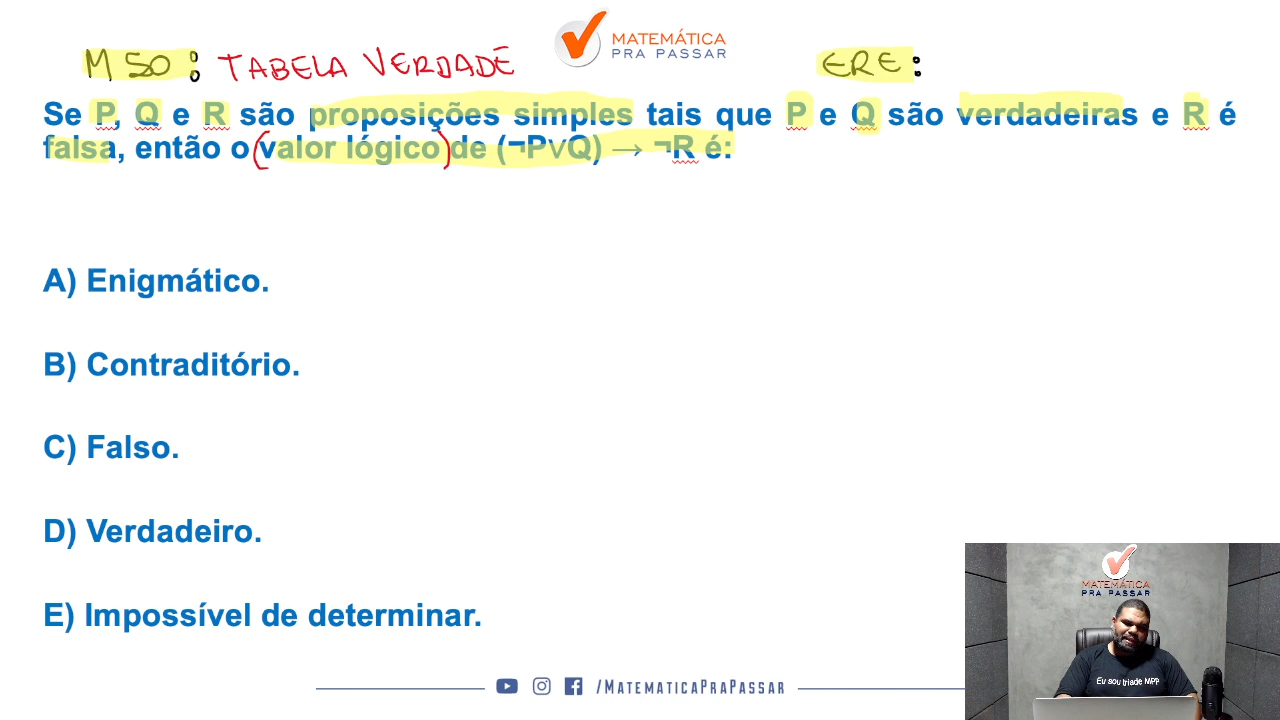 MATEMÁTICA
PRA PASSAR
MSO : TABELA VERDADE
ERE :
Se P, Q e R são proposições simples tais que P e Q são verdadeiras e R é
falsa, então o (valor lógico) de (¬P∨Q) → ¬R é:
A) Enigmático.
B) Contraditório.
C) Falso.
D) Verdadeiro.
E) Impossível de determinar.
MATEMÁTICA
PRA PASSAR
Eu sou tríade MPP
/MatematicaPraPassar